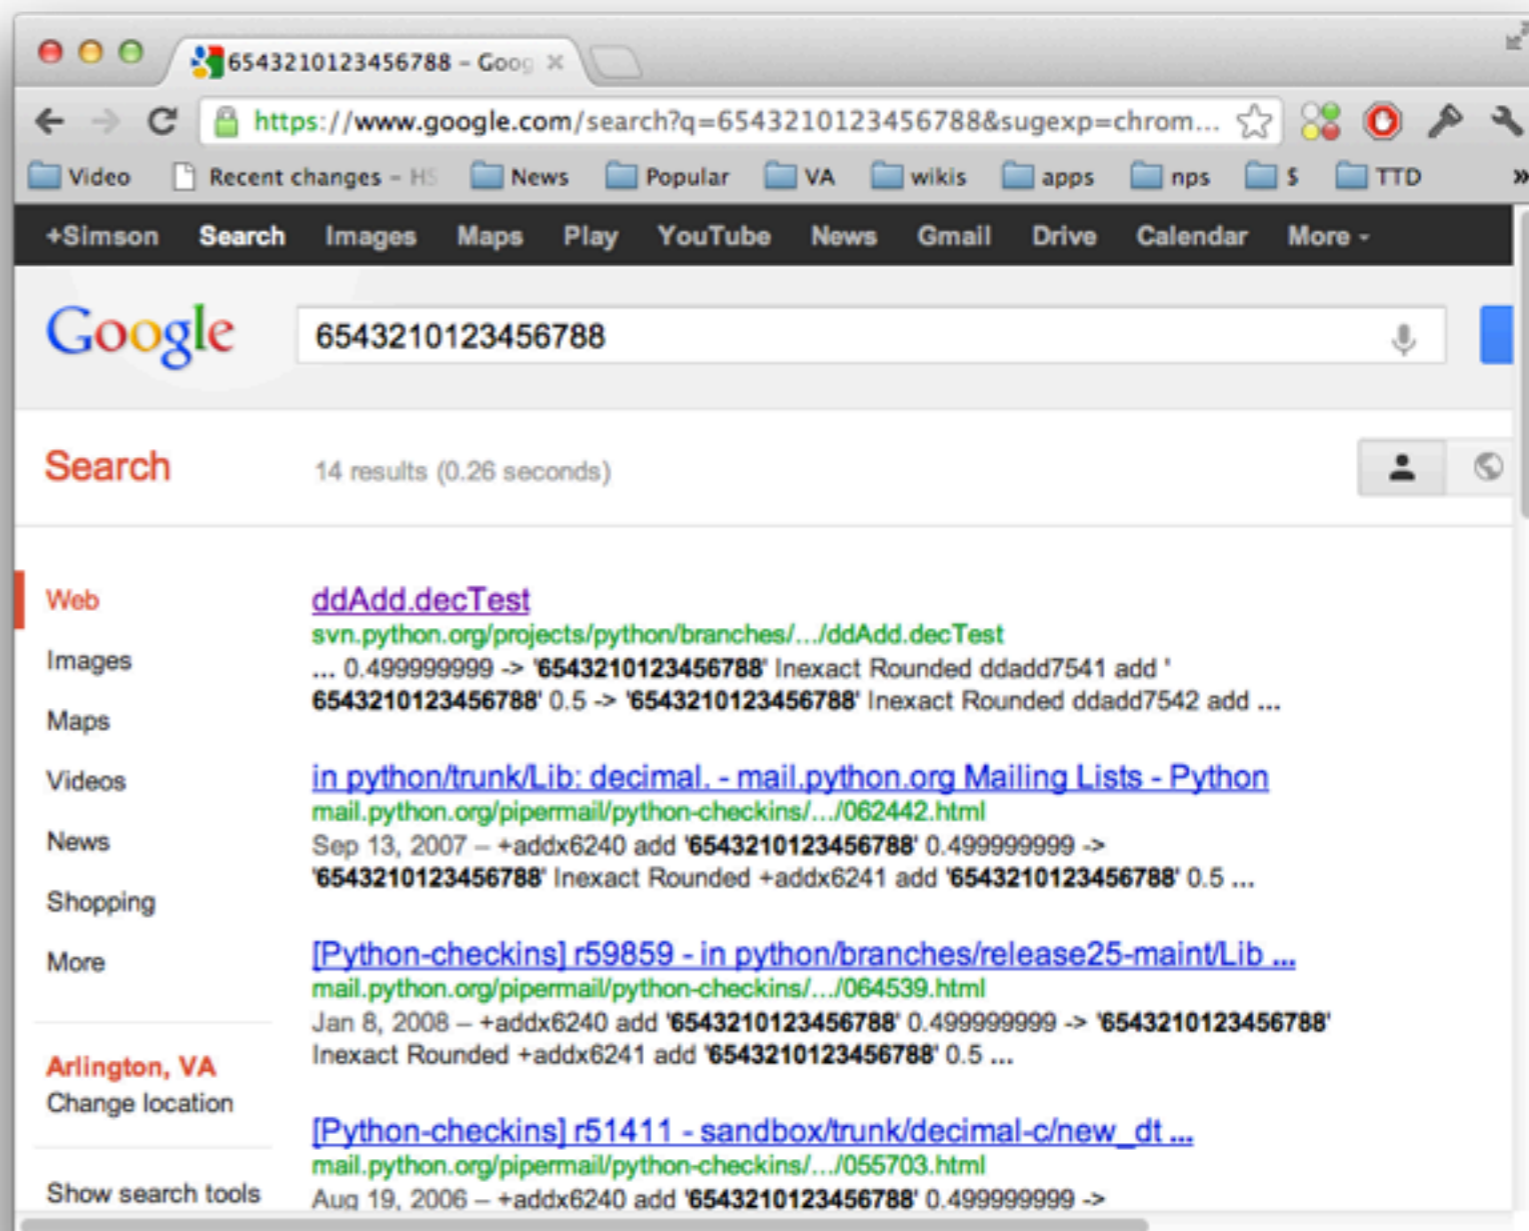 6543210123456788 – Goog
https://www.google.com/search?q=6543210123456788&sugexp=chrom...
Video Recent changes – HS News Popular VA wikis apps nps $ TTD »
+Simson Search Images Maps Play YouTube News Gmail Drive Calendar More
Google 6543210123456788
Search 14 results (0.26 seconds)
Web
Images
Maps
Videos
News
Shopping
More
Arlington, VA
Change location
Show search tools
ddAdd.decTest
svn.python.org/projects/python/branches/.../ddAdd.decTest
... 0.499999999 -> '6543210123456788' Inexact Rounded ddadd7541 add '
6543210123456788' 0.5 -> '6543210123456788' Inexact Rounded ddadd7542 add ...
in python/trunk/Lib: decimal. - mail.python.org Mailing Lists - Python
mail.python.org/pipermail/python-checkins/.../062442.html
Sep 13, 2007 – +addx6240 add '6543210123456788' 0.499999999 ->
'6543210123456788' Inexact Rounded +addx6241 add '6543210123456788' 0.5 ...
[Python-checkins] r59859 - in python/branches/release25-maint/Lib ...
mail.python.org/pipermail/python-checkins/.../064539.html
Jan 8, 2008 – +addx6240 add '6543210123456788' 0.499999999 -> '6543210123456788'
Inexact Rounded +addx6241 add '6543210123456788' 0.5 ...
[Python-checkins] r51411 - sandbox/trunk/decimal-c/new_dt ...
mail.python.org/pipermail/python-checkins/.../055703.html
Aug 19, 2006 – +addx6240 add '6543210123456788' 0.499999999 ->